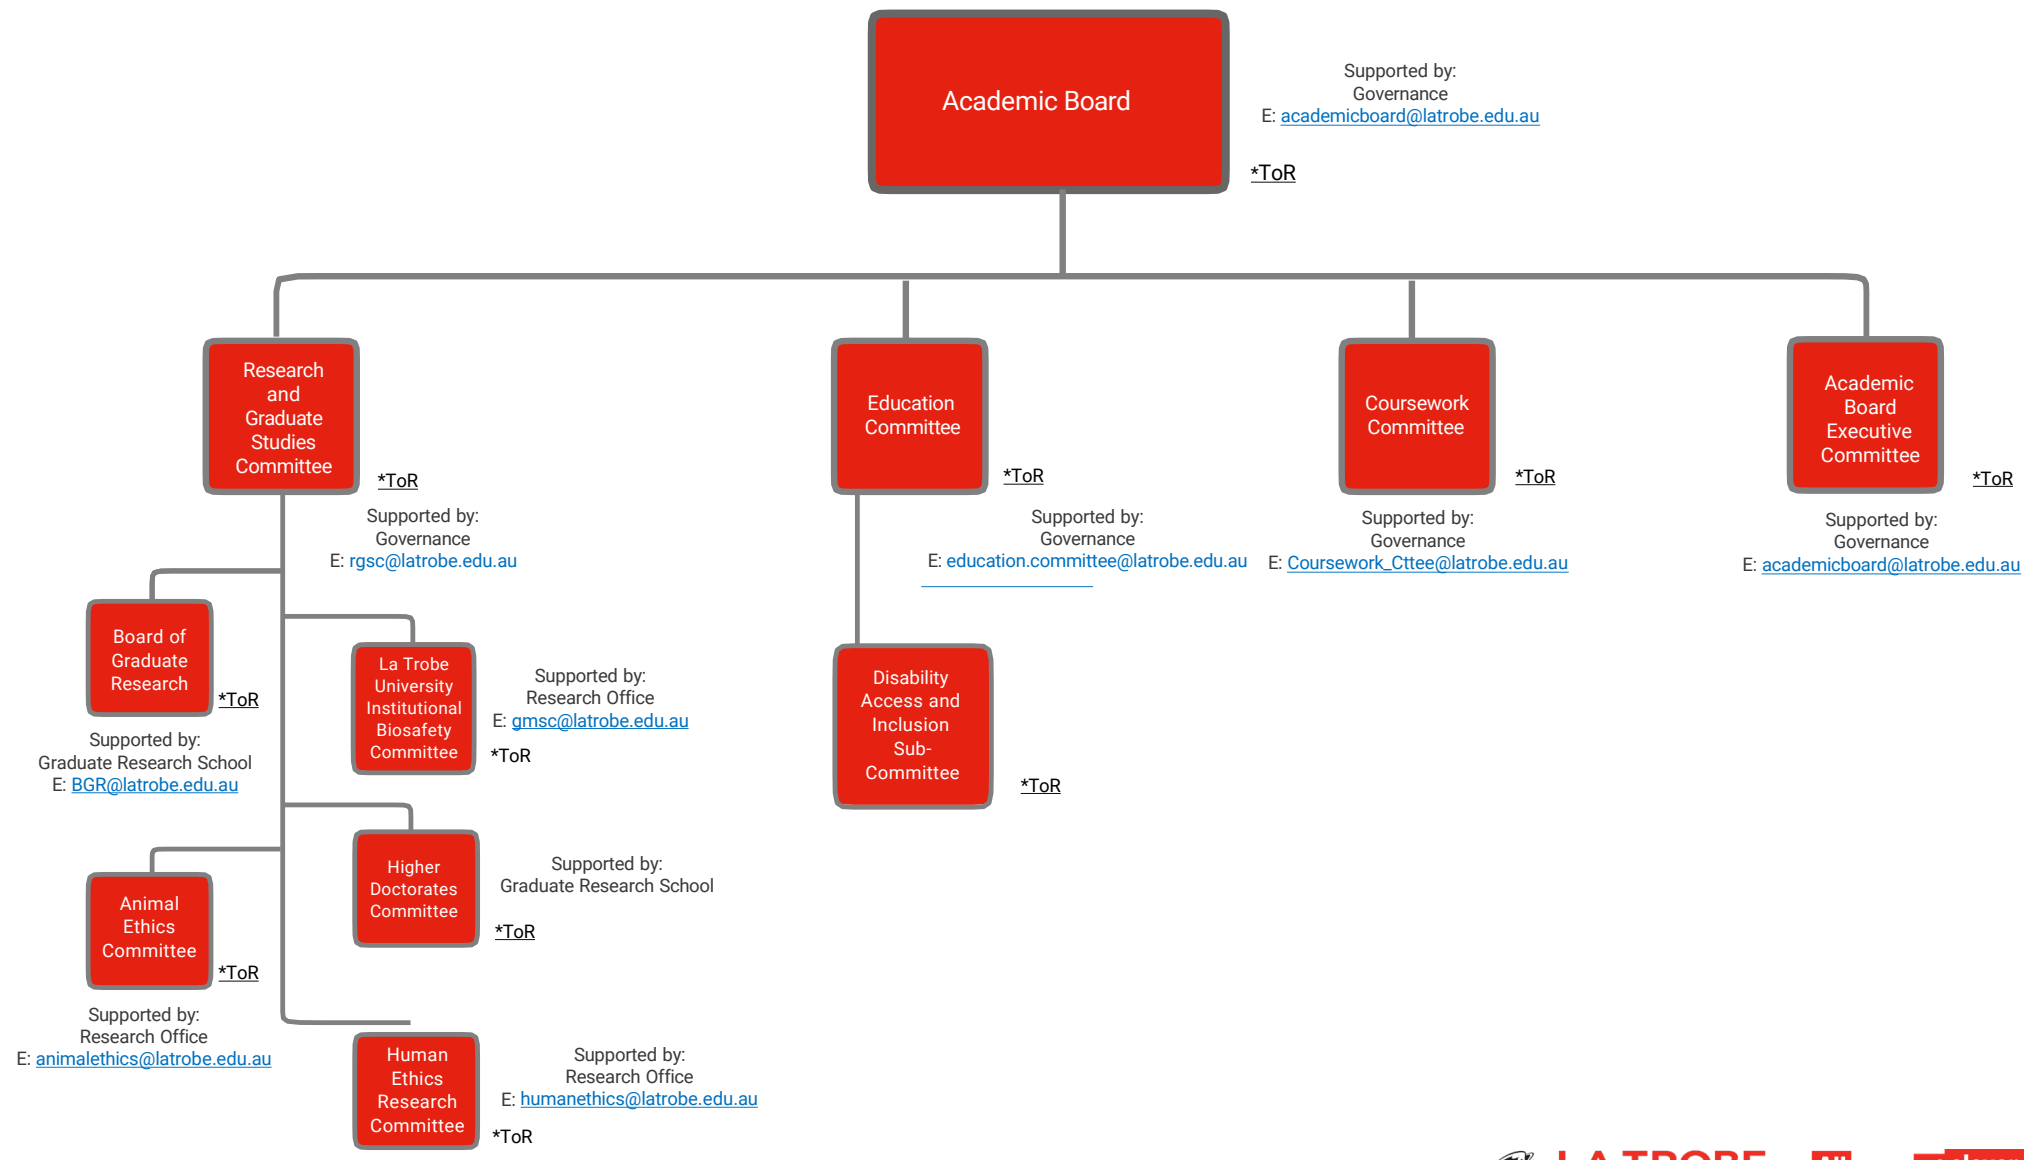 Academic Board
Supported by:
Governance
E: academicboard@latrobe.edu.au
*ToR
Research
and
Graduate
Studies
Committee
*ToR
Supported by:
Governance
E: rgsc@latrobe.edu.au
Education
Committee
*ToR
Supported by:
Governance
E: education.committee@latrobe.edu.au
Coursework
Committee
*ToR
Supported by:
Governance
E: Coursework_Cttee@latrobe.edu.au
Academic
Board
Executive
Committee
*ToR
Supported by:
Governance
E: academicboard@latrobe.edu.au
Board of
Graduate
Research
*ToR
Supported by:
Graduate Research School
E: BGR@latrobe.edu.au
La Trobe
University
Institutional
Biosafety
Committee
Supported by:
Research Office
E: gmsc@latrobe.edu.au
*ToR
Disability
Access and
Inclusion
Sub-
Committee
*ToR
Higher
Doctorates
Committee
Supported by:
Graduate Research School
*ToR
Animal
Ethics
Committee
*ToR
Supported by:
Research Office
E: animalethics@latrobe.edu.au
Human
Ethics
Research
Committee
Supported by:
Research Office
E: humanethics@latrobe.edu.au
*ToR
LA TROBE